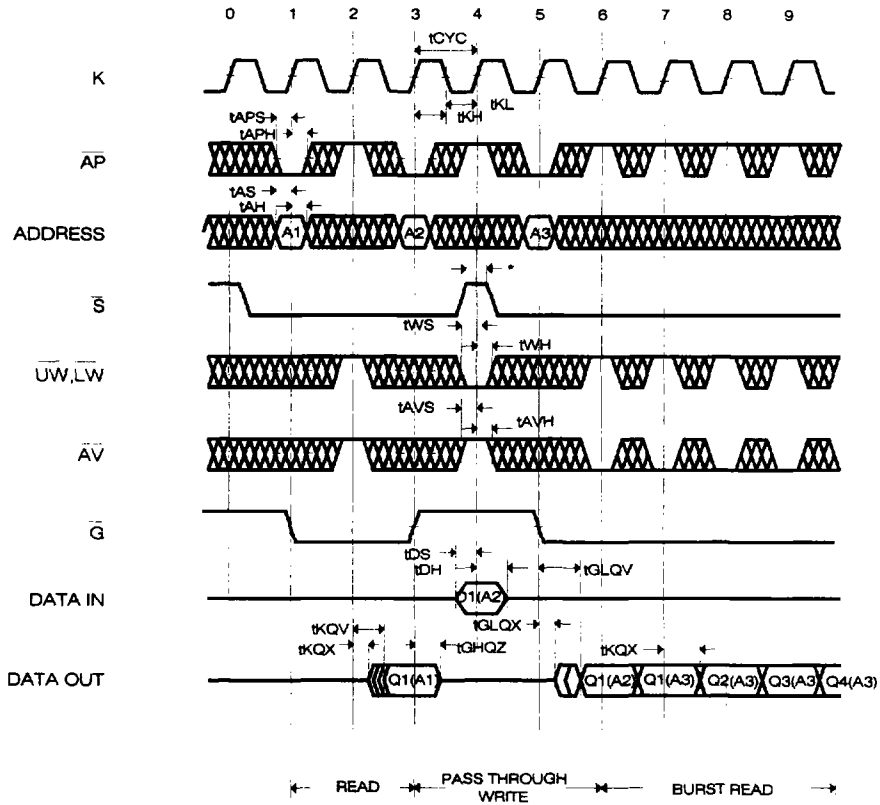 0 1 2 3 4 5 6 7 8 9
tCYC
K
tKL
tKH
tAPS
tAPH
AP
tAS
tAH
ADDRESS
A1 A2 A3
*
S
tWS
tWH
UW,LW
tAVS
tAVH
AV
G
tDS
tDH
tGLQV
DATA IN
D1(A2
tGLQX
tKQV
tKQX
tGHQZ
tKQX
DATA OUT
Q1(A1) Q1(A2) Q1(A3) Q2(A3) Q3(A3) Q4(A3)
READ
PASS THROUGH
WRITE
BURST READ